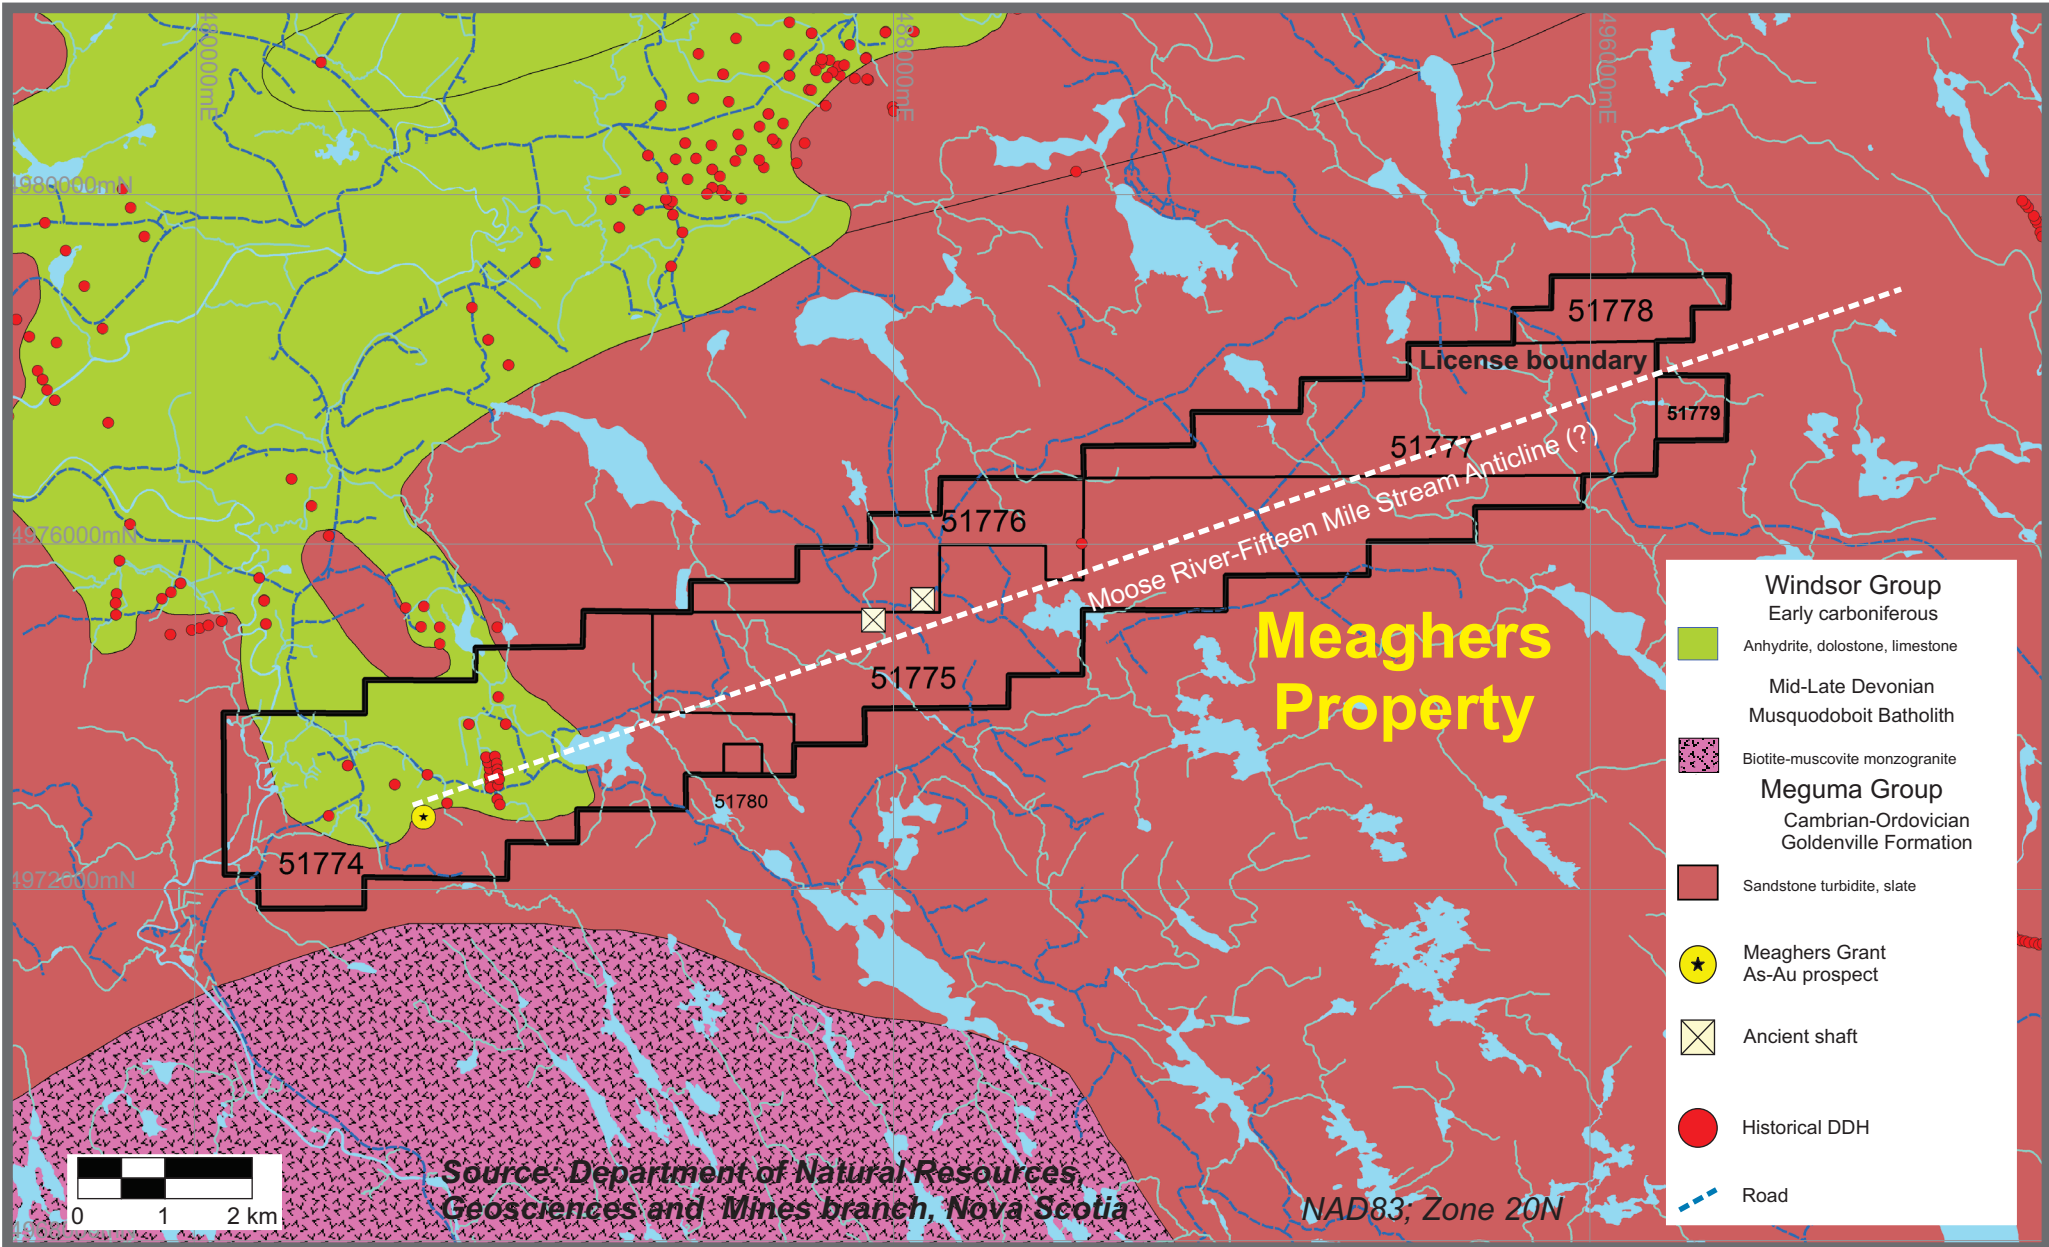 480000mE
488000mE
496000mE
4980000mN
51778
License boundary
51779
51777
Moose River-Fifteen Mile Stream Anticline (?)
51776
4976000mN
51775
Meaghers
Property
51780
51774
4972000mN
Windsor Group
Early carboniferous
Anhydrite, dolostone, limestone
Mid-Late Devonian
Musquodoboit Batholith
Biotite-muscovite monzogranite
Meguma Group
Cambrian-Ordovician
Goldenville Formation
Sandstone turbidite, slate
Meaghers Grant
As-Au prospect
Ancient shaft
Historical DDH
Road
0 1 2 km
Source: Department of Natural Resources,
Geosciences and Mines branch, Nova Scotia
NAD83; Zone 20N